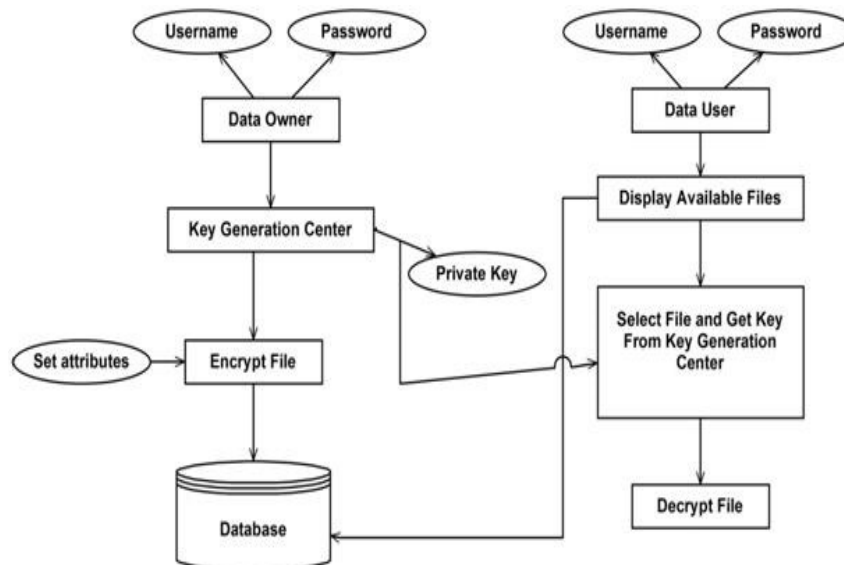 Username
Password
Username
Password
Data Owner
Data User
Display Available Files
Key Generation Center
Private Key
Select File and Get Key
From Key Generation
Center
Set attributes
Encrypt File
Decrypt File
Database